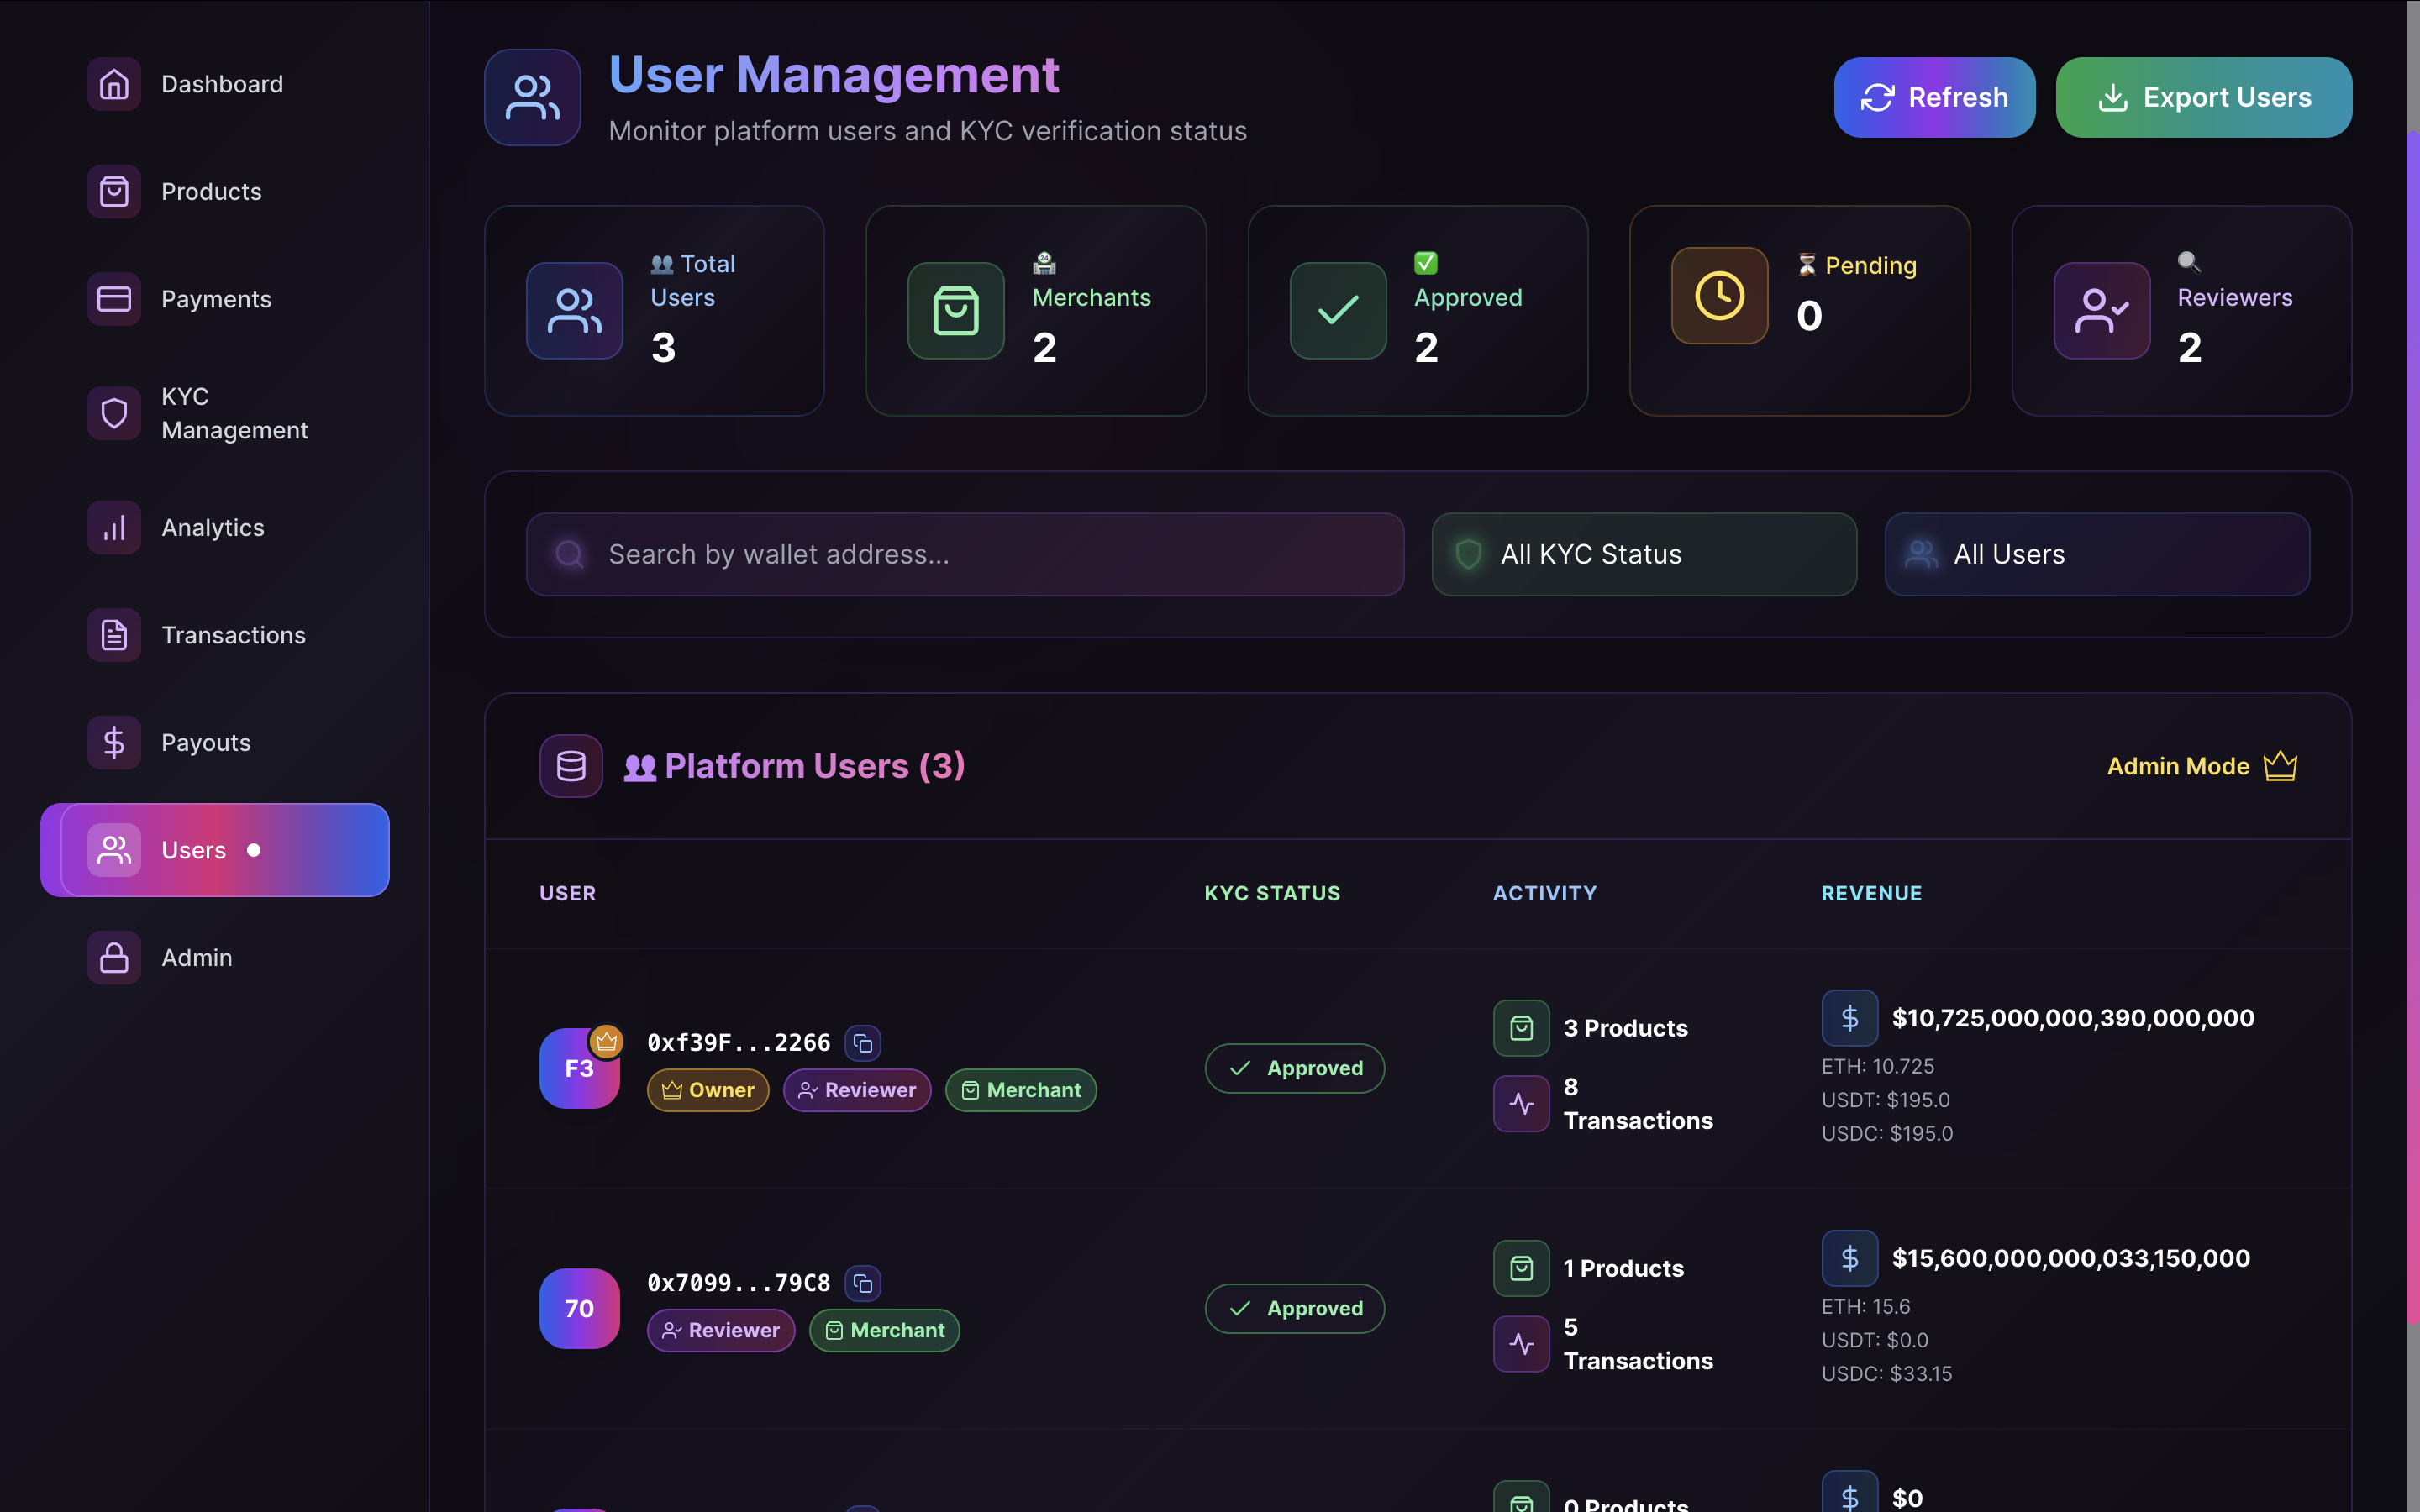 Dashboard
Products
Payments
KYC
Management
Analytics
Transactions
Payouts
Users
Admin
User Management
Monitor platform users and KYC verification status
Refresh
Export Users
👥 Total
Users
3
🏪
Merchants
2
✅
Approved
2
⏳ Pending
0
🔍
Reviewers
2
Search by wallet address...
All KYC Status
All Users
👥 Platform Users (3)
Admin Mode
USER
KYC STATUS
ACTIVITY
REVENUE
F3
0xf39F...2266
Owner
Reviewer
Merchant
Approved
3 Products
8
Transactions
$10,725,000,000,390,000,000
ETH: 10.725
USDT: $195.0
USDC: $195.0
70
0x7099...79C8
Reviewer
Merchant
Approved
1 Products
5
Transactions
$15,600,000,000,033,150,000
ETH: 15.6
USDT: $0.0
USDC: $33.15
0 Products
$0